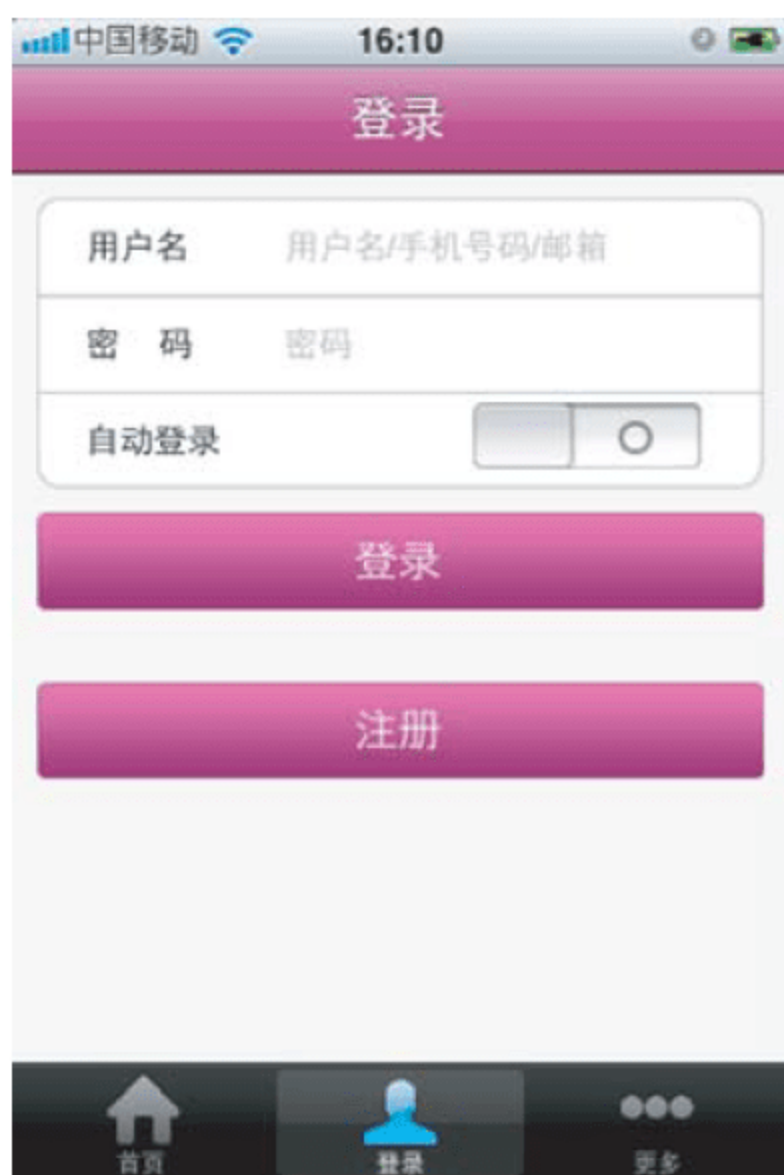 中国移动 16:10
登录
用户名 用户名/手机号码/邮箱
密 码 密码
自动登录
登录
注册
首页 登录 更多